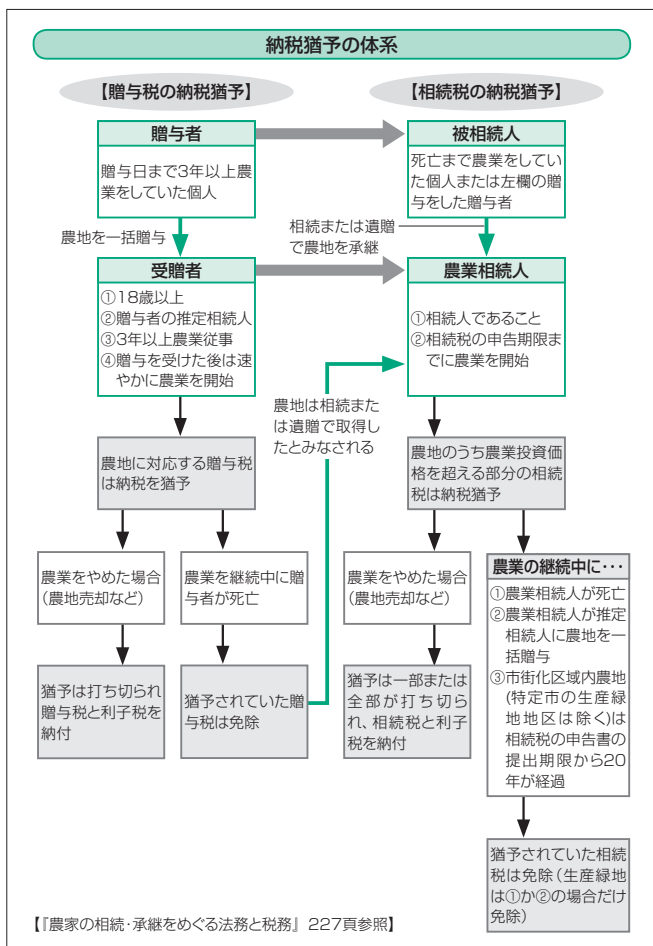 納税猶予の体系
【贈与税の納税猶予】
【相続税の納税猶予】
贈与者
贈与日まで3年以上農
業をしていた個人
被相続人
死亡まで農業をしてい
た個人または左欄の贈
与をした贈与者
農地を一括贈与
相続または遺贈
で農地を承継
受贈者
①18歳以上
②贈与者の推定相続人
③3年以上農業従事
④贈与を受けた後は速
やかに農業を開始
農業相続人
①相続人であること
②相続税の申告期限ま
でに農業を開始
農地は相続また
は遺贈で取得し
たとみなされる
農地に対応する贈与税
は納税を猶予
農地のうち農業投資価
格を超える部分の相続
税は納税猶予
農業をやめた場合
(農地売却など)
農業を継続中に贈
与者が死亡
農業をやめた場合
(農地売却など)
農業の継続中に・・・
①農業相続人が死亡
②農業相続人が推定
相続人に農地を一
括贈与
③市街化区域内農地
(特定市の生産緑
地地区は除く)は
相続税の申告書の
提出期限から20
年が経過
猶予は打ち切られ
贈与税と利子税を
納付
猶予されていた贈
与税は免除
猶予は一部または
全部が打ち切ら
れ、相続税と利子
税を納付
猶予されていた相続
税は免除(生産緑地
は①か②の場合だけ
免除)
【『農家の相続・承継をめぐる法務と税務』 227頁参照】